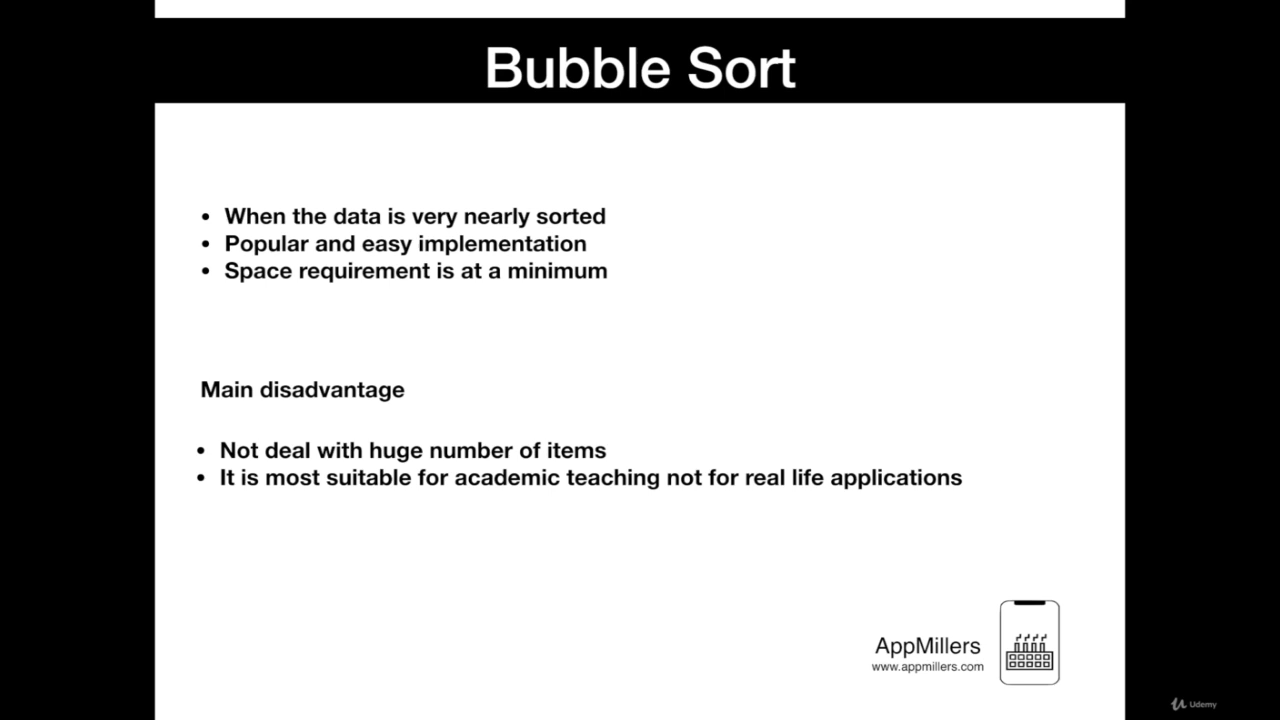 Bubble Sort
• When the data is very nearly sorted
• Popular and easy implementation
• Space requirement is at a minimum
Main disadvantage
• Not deal with huge number of items
• It is most suitable for academic teaching not for real life applications
AppMillers
www.appmillers.com
Udemy